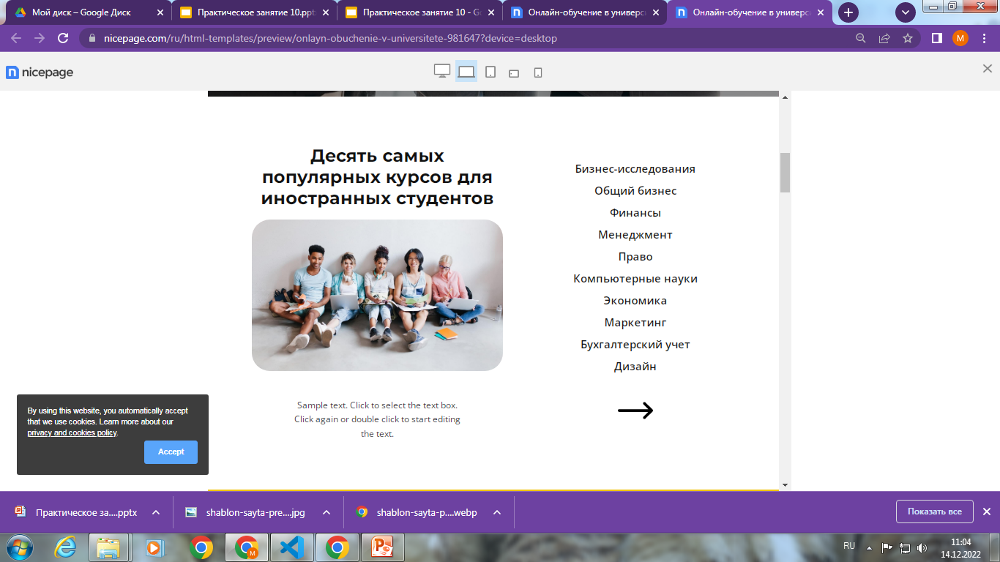 Мой диск – Google Диск
Практическое занятие 10.ppt
Практическое занятие 10 - Go
Онлайн-обучение в универс
Онлайн-обучение в универс
nicepage.com/ru/html-templates/preview/onlayn-obuchenie-v-universitete-981647?device=desktop
M
nicepage
Десять самых
популярных курсов для
иностранных студентов
Sample text. Click to select the text box.
Click again or double click to start editing
the text.
Бизнес-исследования
Общий бизнес
Финансы
Менеджмент
Право
Компьютерные науки
Экономика
Маркетинг
Бухгалтерский учет
Дизайн
By using this website, you automatically accept
that we use cookies. Learn more about our
privacy and cookies policy.
Accept
Практическое за....pptx
shablon-sayta-pre....jpg
shablon-sayta-p....webp
Показать все
M
RU
11:04
14.12.2022